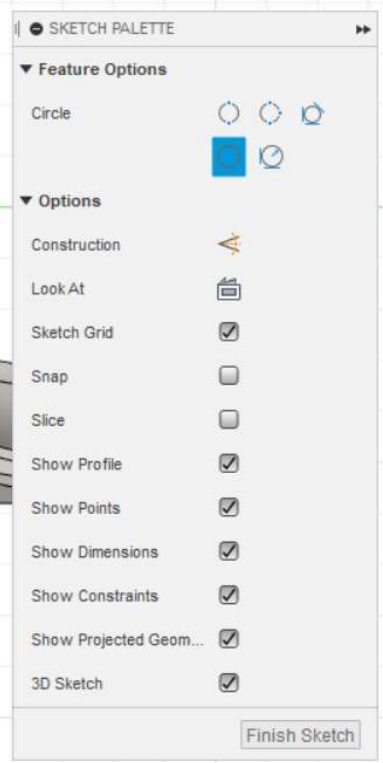 SKETCH PALETTE
Feature Options
Circle
Options
Construction
Look At
Sketch Grid
Snap
Slice
Show Profile
Show Points
Show Dimensions
Show Constraints
Show Projected Geom...
3D Sketch
Finish Sketch